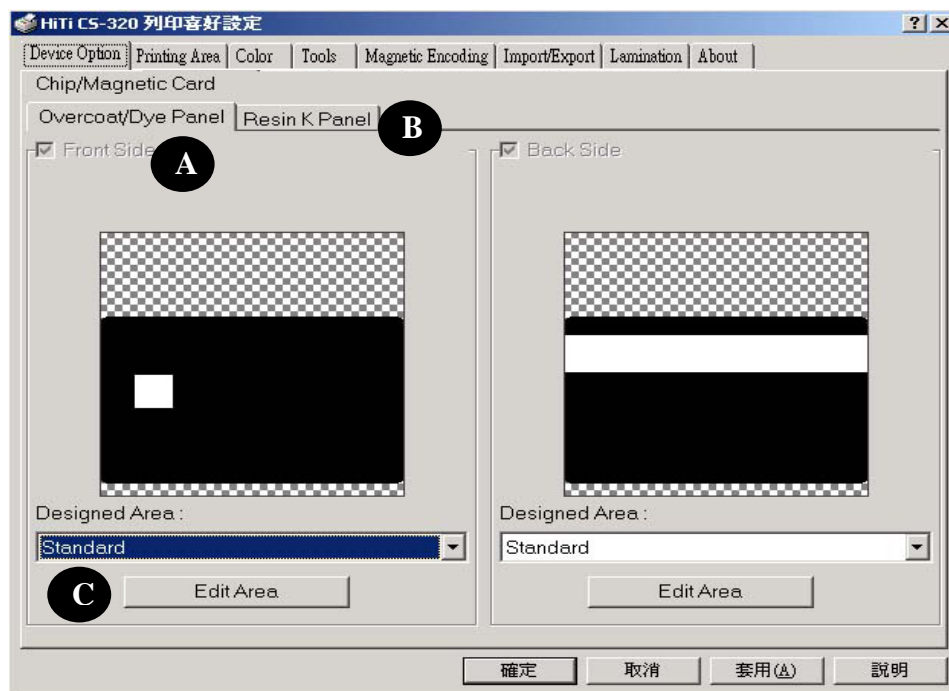 HiTi CS-320 列印喜好設定
Device Option Printing Area Color Tools Magnetic Encoding Import/Export Lamination About
Chip/Magnetic Card
Overcoat/Dye Panel Resin K Panel B
Front Side A Back Side
Designed Area : Designed Area :
Standard Standard
C Edit Area Edit Area
確定 取消 套用(A) 說明